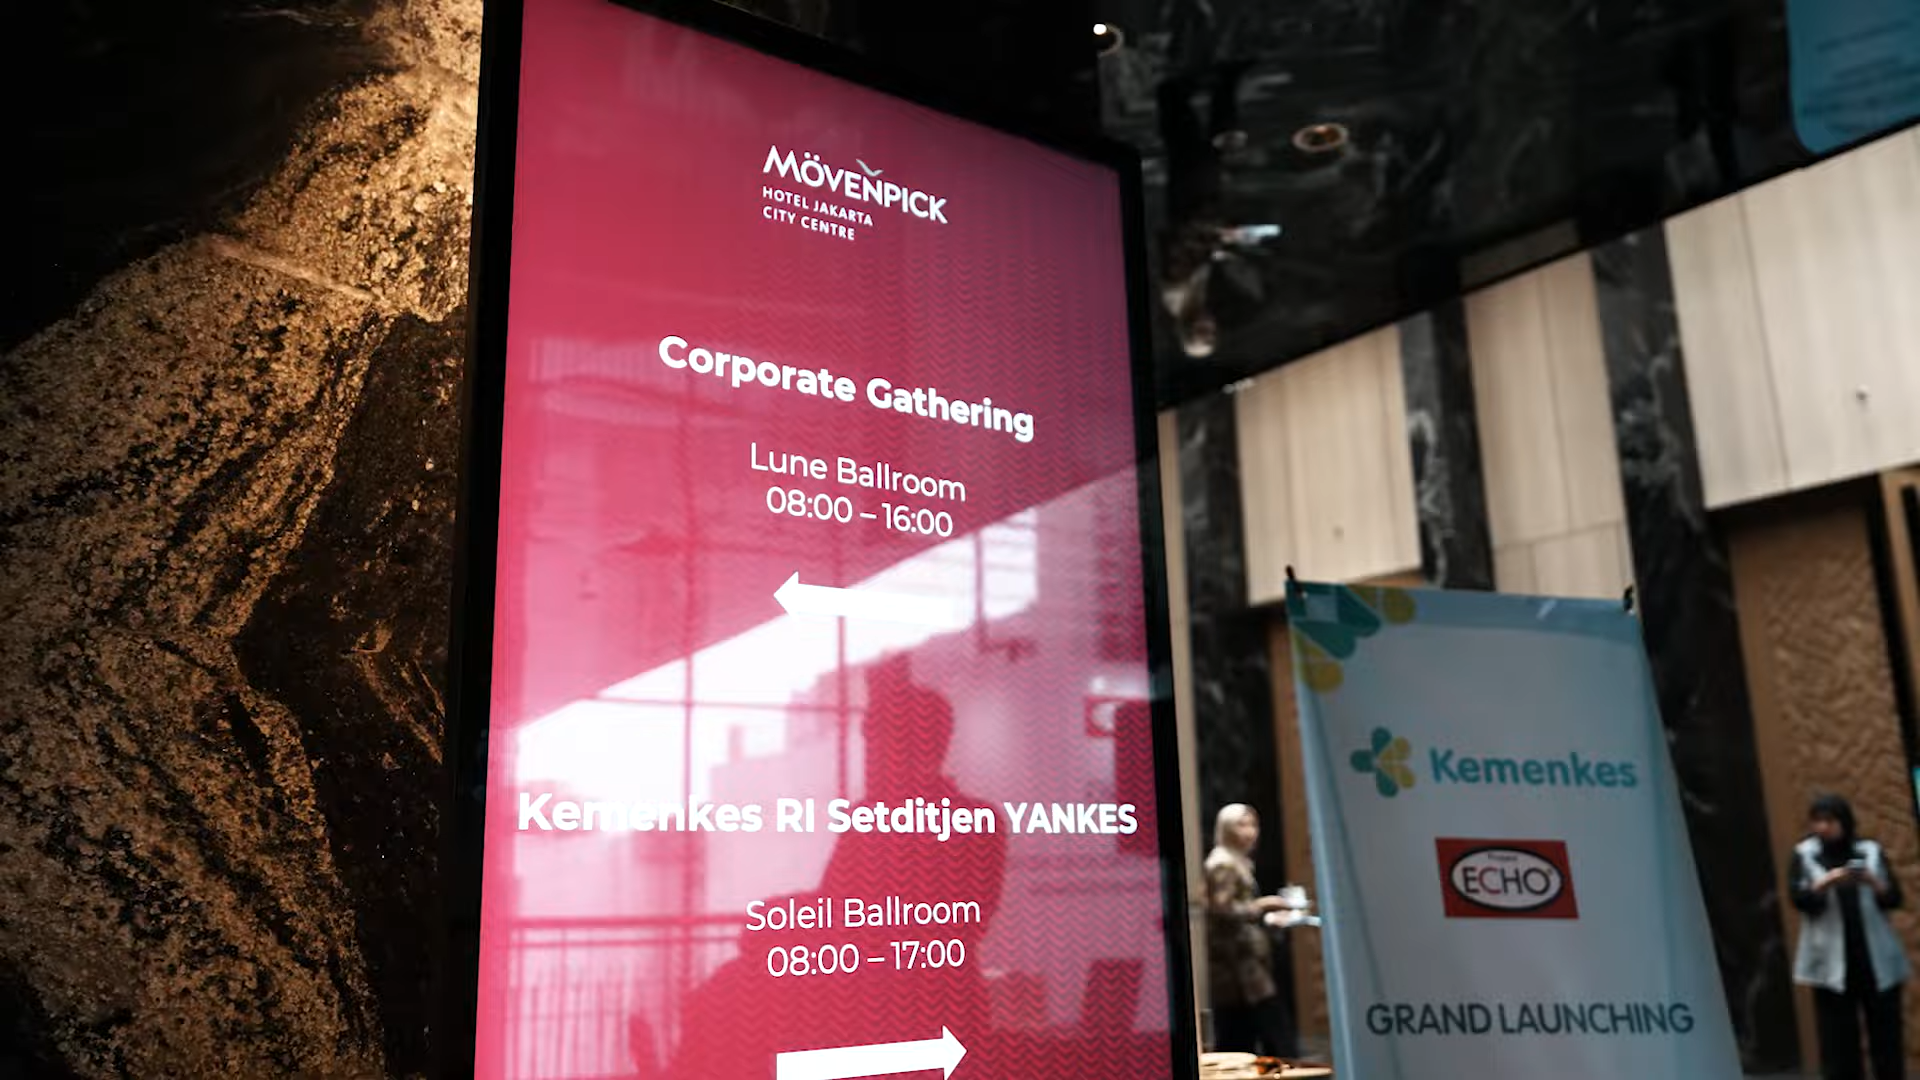 MÖVENPICK
HOTEL JAKARTA
CITY CENTRE
Corporate Gathering
Lune Ballroom
08:00 – 16:00
Kemenkes RI Setditjen YANKES
Soleil Ballroom
08:00 – 17:00
Kemenkes
Project
ECHO®
GRAND LAUNCHING